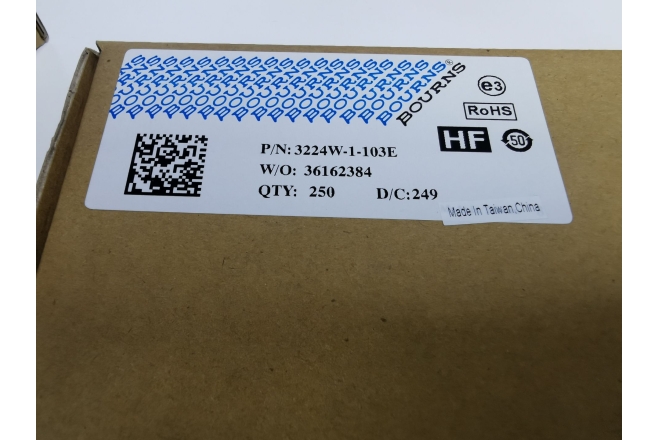 BOURNS®
e3
RoHS
HF
50
P/N: 3224W-1-103E
W/O: 36162384
QTY: 250 D/C: 249
Made In Taiwan,China